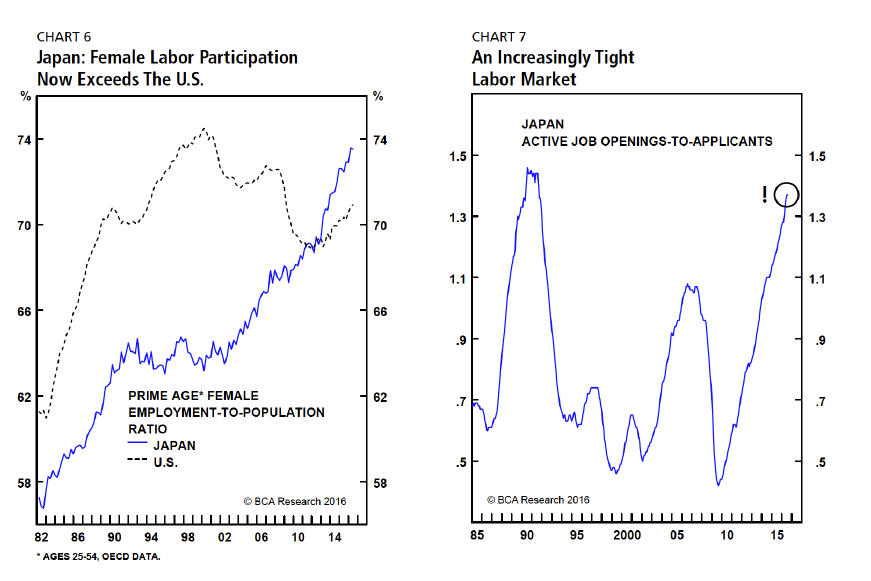 CHART 6
Japan: Female Labor Participation
Now Exceeds The U.S.
% %
74 74
70 70
66 66
62 62
58 58
PRIME AGE* FEMALE
EMPLOYMENT-TO-POPULATION
RATIO
JAPAN
U.S.
© BCA Research 2016
82 86 90 94 98 02 06 10 14
* AGES 25-54, OECD DATA.
CHART 7
An Increasingly Tight
Labor Market
JAPAN
ACTIVE JOB OPENINGS-TO-APPLICANTS
1.5 1.5
!
1.3 1.3
1.1 1.1
.9 .9
.7 .7
.5 .5
© BCA Research 2016
85 90 95 2000 05 10 15